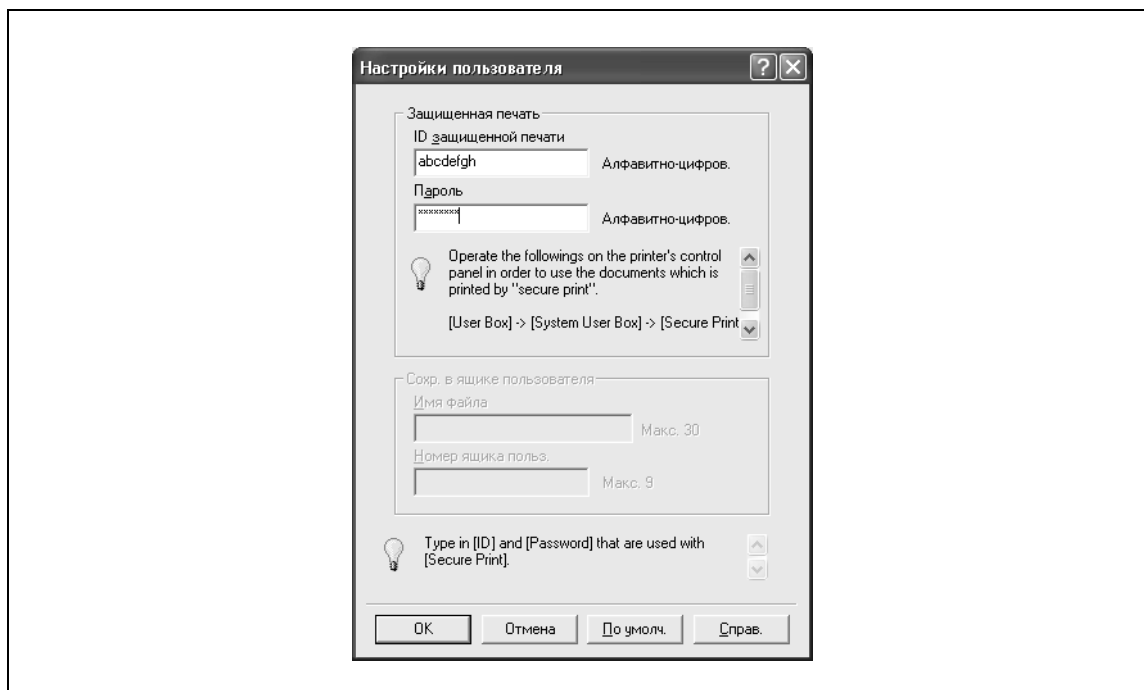 Настройки пользователя
Защищенная печать
ID защищенной печати
abcdefgh Алфавитно-цифров.
Пароль
******** Алфавитно-цифров.
Operate the followings on the printer's control
panel in order to use the documents which is
printed by "secure print".
[User Box] -> [System User Box] -> [Secure Print
Сохр. в ящике пользователя
Имя файла
Макс. 30
Номер ящика польз.
Макс. 9
Type in [ID] and [Password] that are used with
[Secure Print].
OK Отмена По умолч. Справ.